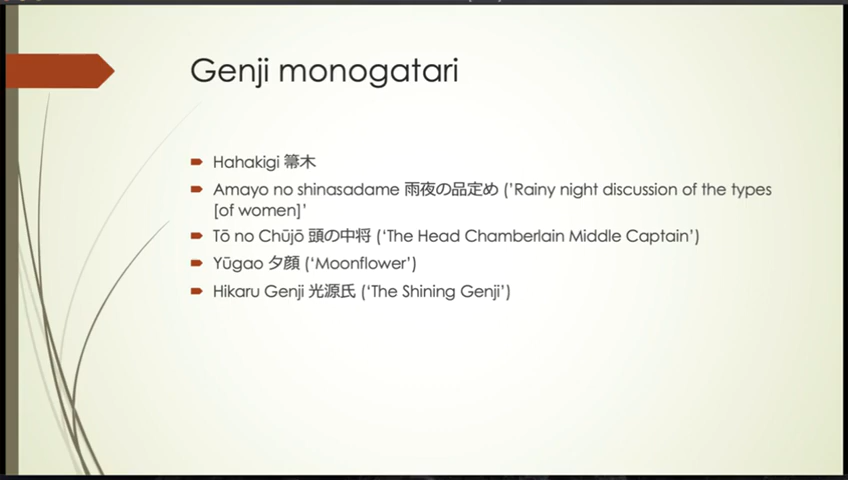 Genji monogatari
Hahakigi 箒木
Amayo no shinasadame 雨夜の品定め ('Rainy night discussion of the types
[of women]'
Tō no Chūjō 頭の中将 (‘The Head Chamberlain Middle Captain’)
Yūgao 夕顔 (‘Moonflower’)
Hikaru Genji 光源氏 (‘The Shining Genji’)